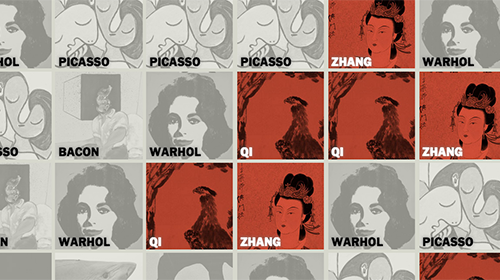 HOL PICASSO PICASSO PICASSO ZHANG WARHOL
SSO BACON WARHOL QI QI ZHANG
N WARHOL QI ZHANG WARHOL PICASSO